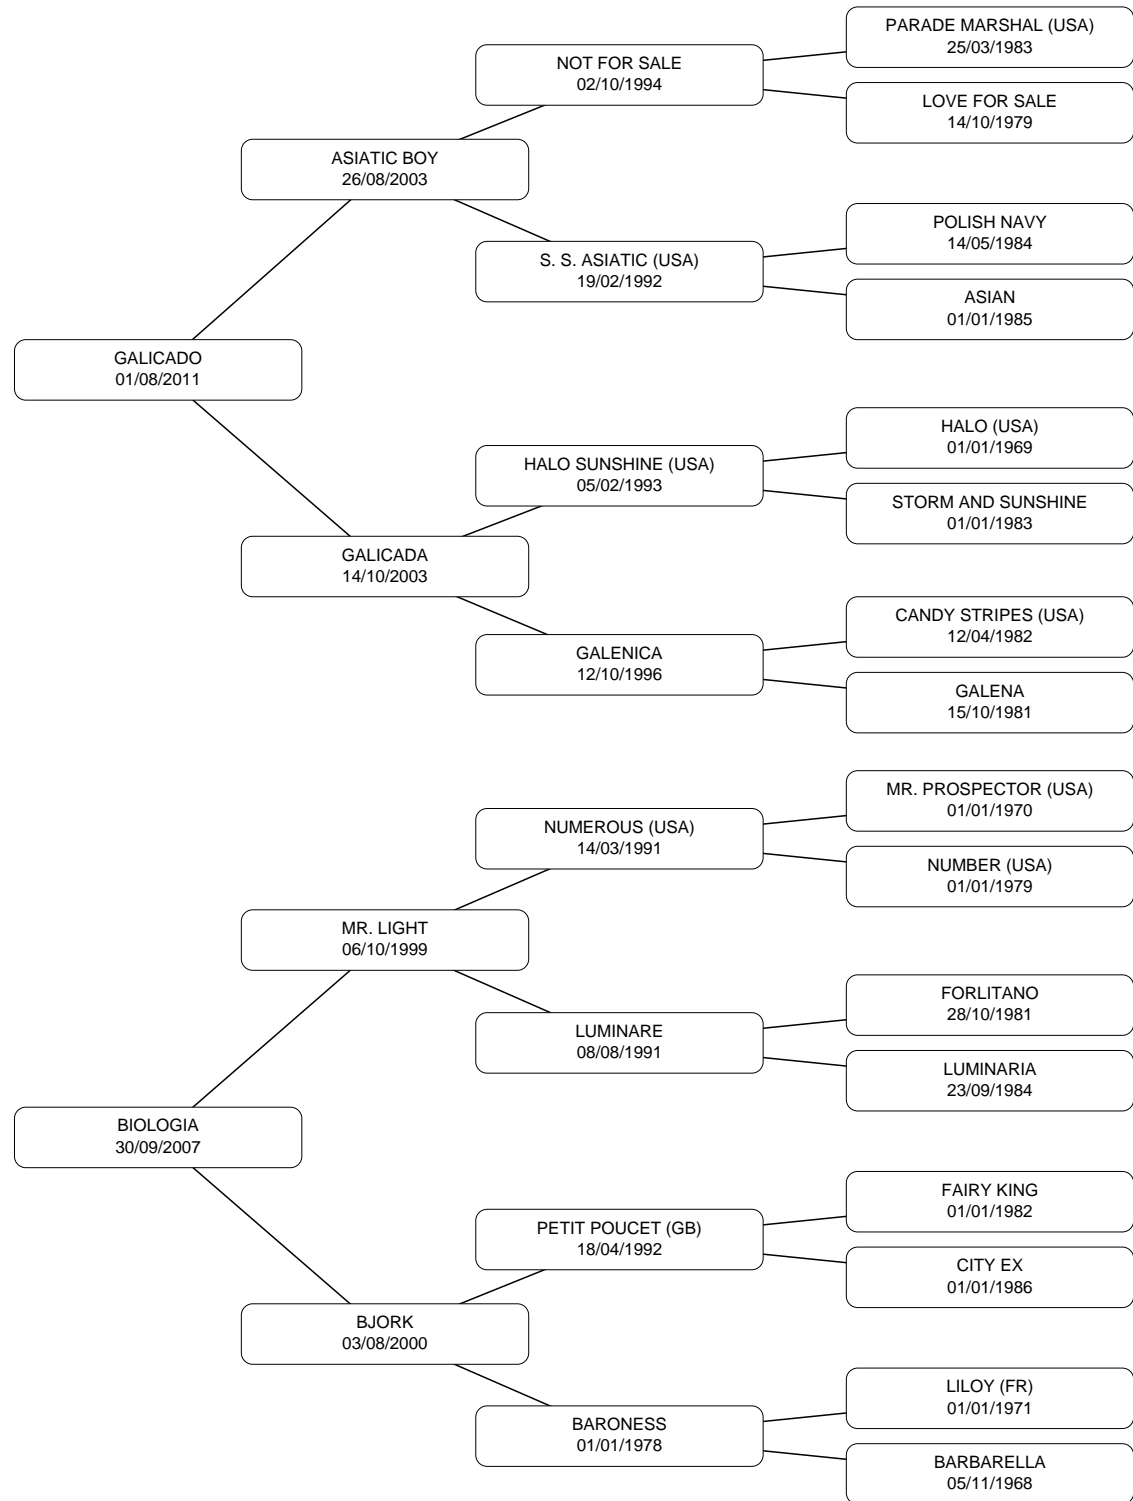 PARADE MARSHAL (USA)
25/03/1983
NOT FOR SALE
02/10/1994
LOVE FOR SALE
14/10/1979
ASIATIC BOY
26/08/2003
POLISH NAVY
14/05/1984
S. S. ASIATIC (USA)
19/02/1992
ASIAN
01/01/1985
GALICADO
01/08/2011
HALO (USA)
01/01/1969
HALO SUNSHINE (USA)
05/02/1993
STORM AND SUNSHINE
01/01/1983
GALICADA
14/10/2003
CANDY STRIPES (USA)
12/04/1982
GALENICA
12/10/1996
GALENA
15/10/1981
MR. PROSPECTOR (USA)
01/01/1970
NUMEROUS (USA)
14/03/1991
NUMBER (USA)
01/01/1979
MR. LIGHT
06/10/1999
FORLITANO
28/10/1981
LUMINARE
08/08/1991
LUMINARIA
23/09/1984
BIOLOGIA
30/09/2007
FAIRY KING
01/01/1982
PETIT POUCET (GB)
18/04/1992
CITY EX
01/01/1986
BJORK
03/08/2000
LILOY (FR)
01/01/1971
BARONESS
01/01/1978
BARBARELLA
05/11/1968